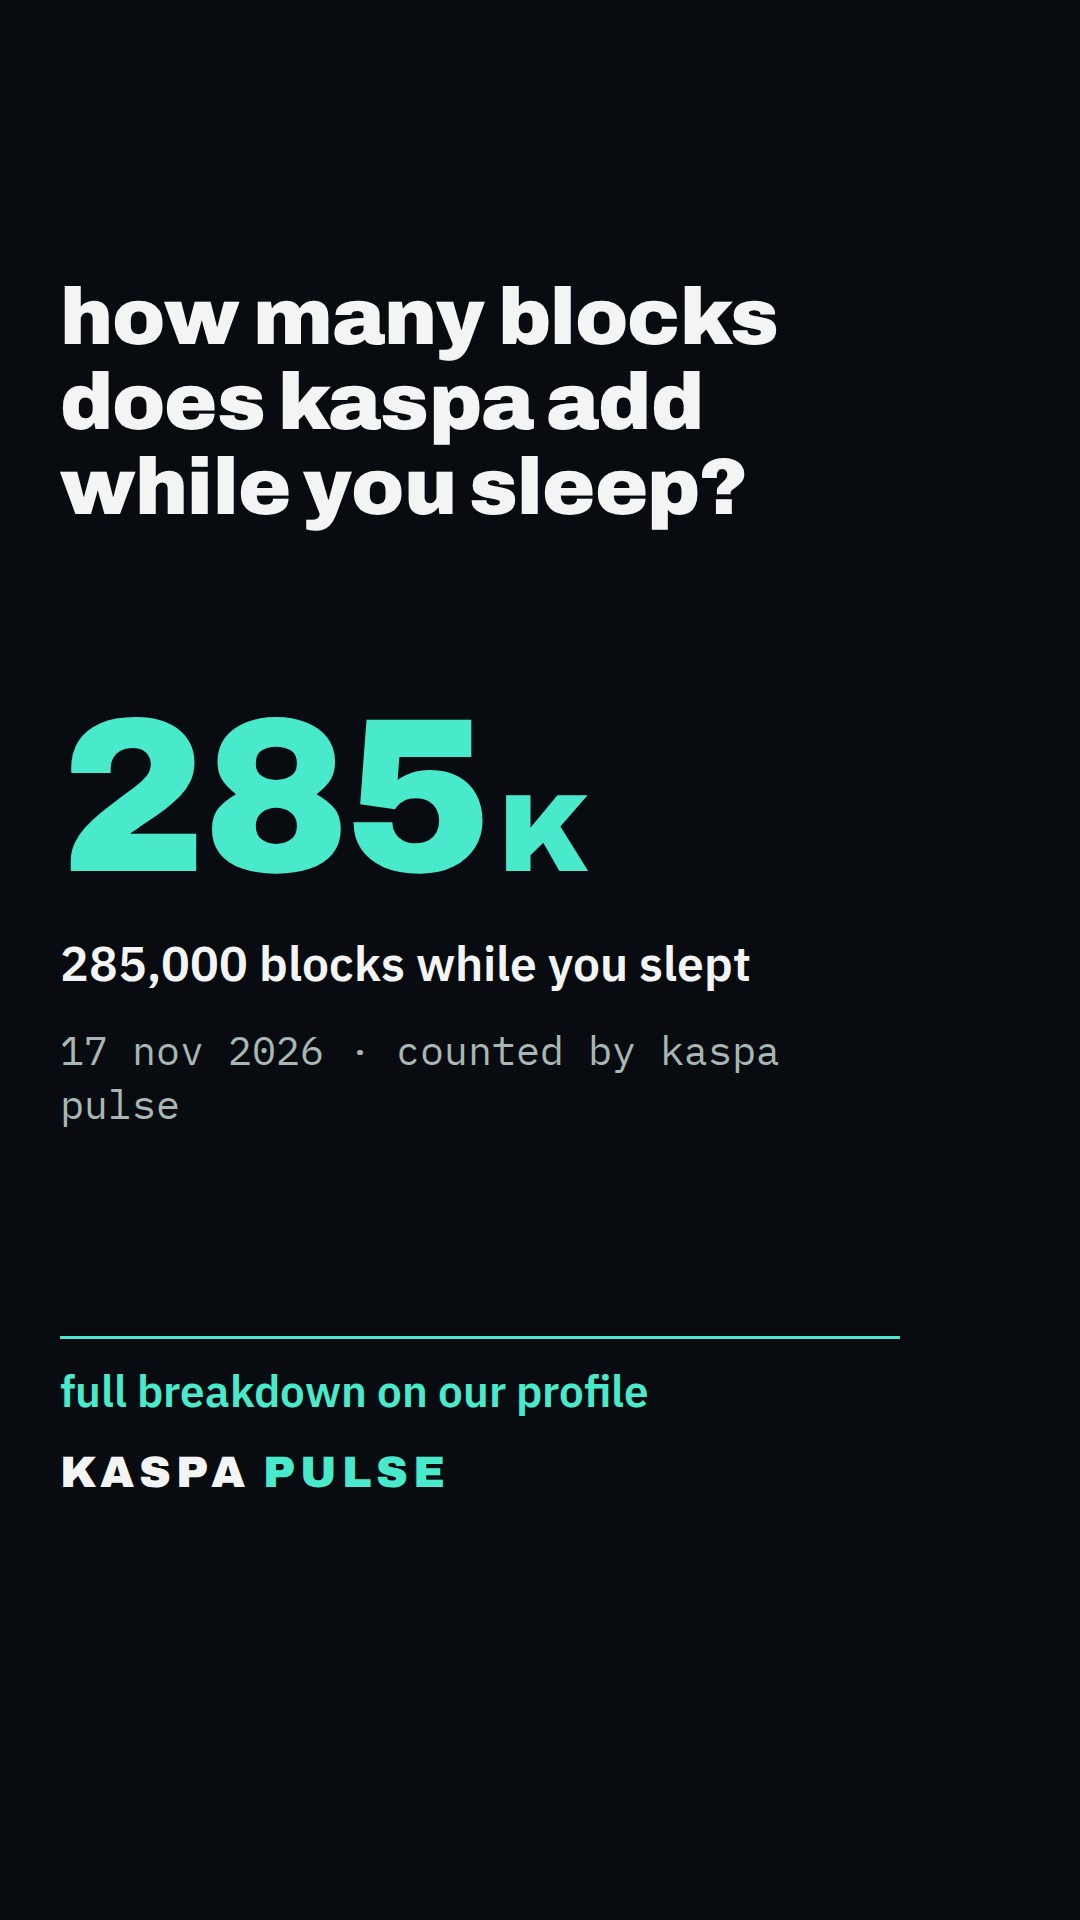 how many blocks
does kaspa add
while you sleep?
285K
285,000 blocks while you slept
17 nov 2026 · counted by kaspa
pulse
full breakdown on our profile
KASPA PULSE